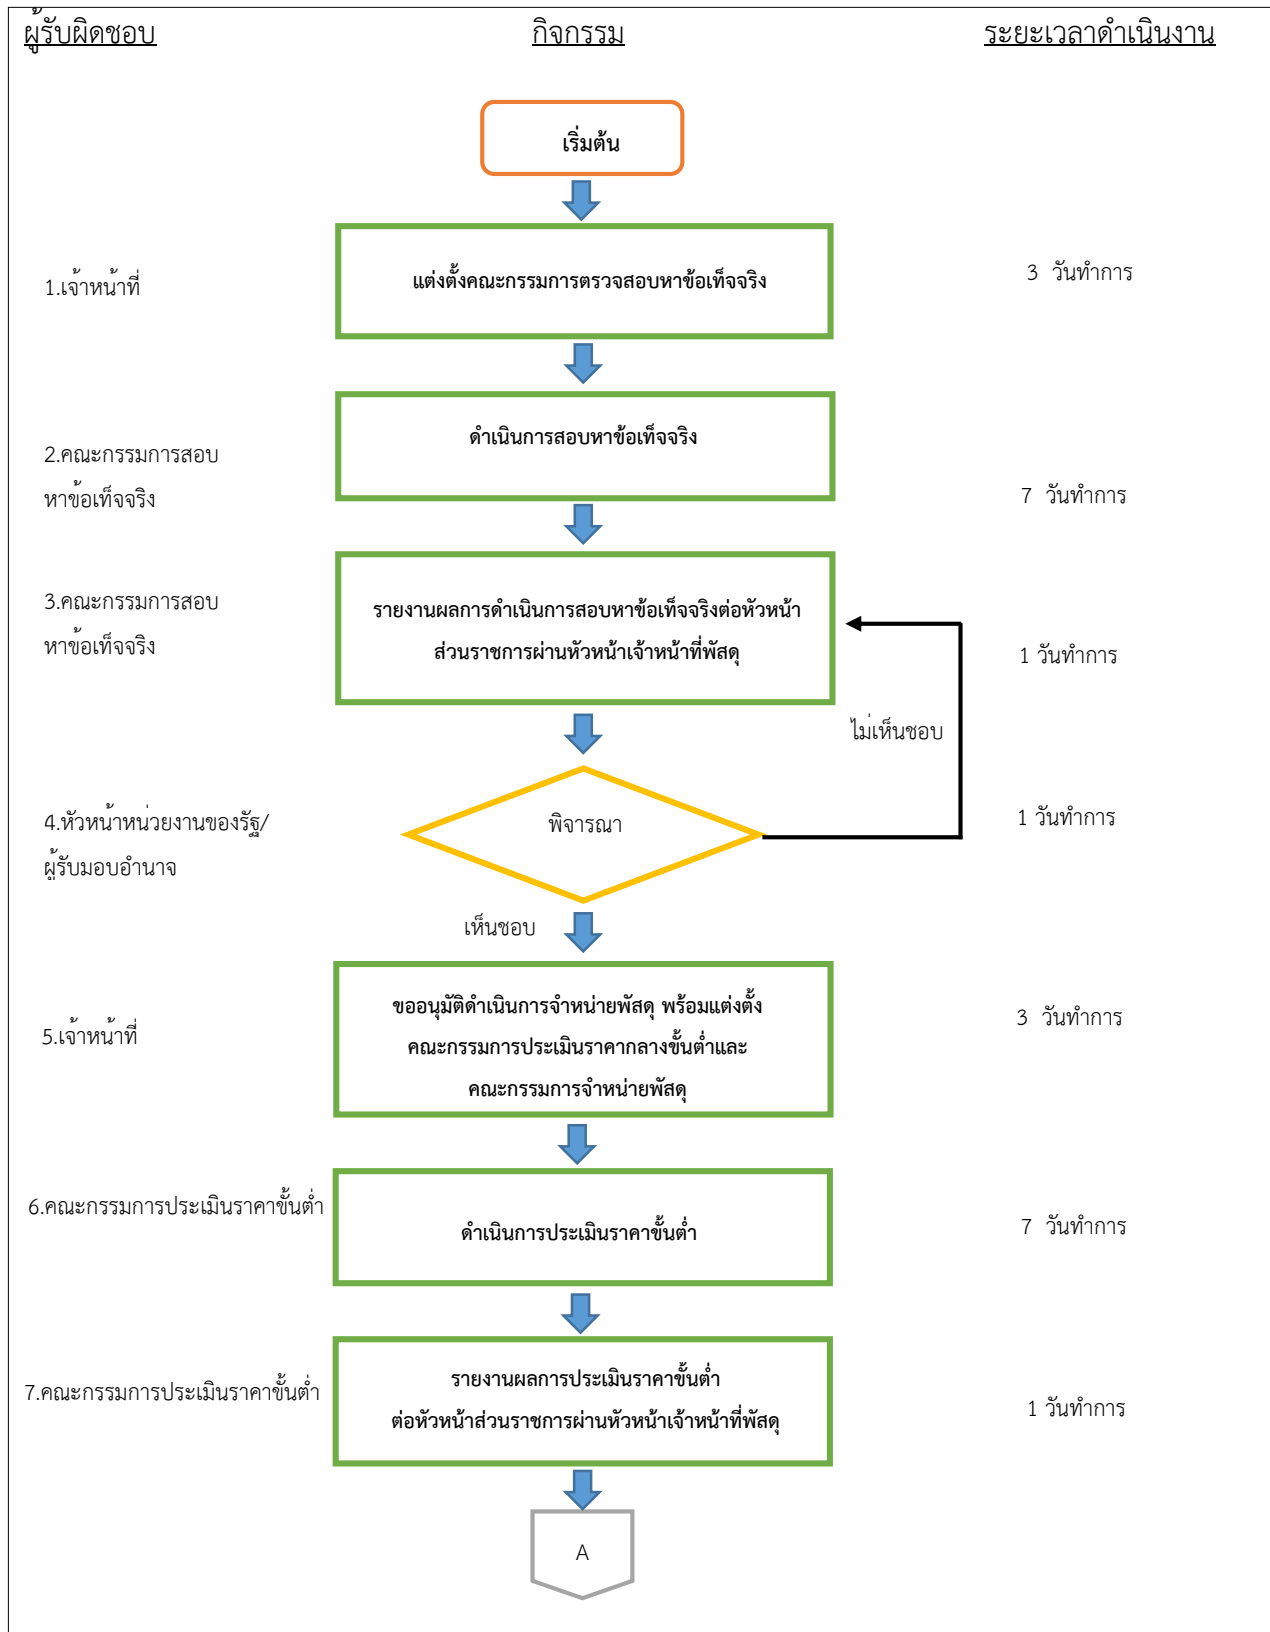 ผู้รับผิดชอบ
กิจกรรม
ระยะเวลาดำเนินงาน
เริ่มต้น
1.เจ้าหน้าที่
แต่งตั้งคณะกรรมการตรวจสอบหาข้อเท็จจริง
3 วันทำการ
2.คณะกรรมการสอบ
หาข้อเท็จจริง
ดำเนินการสอบหาข้อเท็จจริง
7 วันทำการ
3.คณะกรรมการสอบ
หาข้อเท็จจริง
รายงานผลการดำเนินการสอบหาข้อเท็จจริงต่อหัวหน้า
ส่วนราชการผ่านหัวหน้าเจ้าหน้าที่พัสดุ
1 วันทำการ
ไม่เห็นชอบ
4.หัวหน้าหน่วยงานของรัฐ/
ผู้รับมอบอำนาจ
พิจารณา
1 วันทำการ
เห็นชอบ
5.เจ้าหน้าที่
ขออนุมัติดำเนินการจำหน่ายพัสดุ พร้อมแต่งตั้ง
คณะกรรมการประเมินราคากลางขั้นต่ำและ
คณะกรรมการจำหน่ายพัสดุ
3 วันทำการ
6.คณะกรรมการประเมินราคาขั้นต่ำ
ดำเนินการประเมินราคาขั้นต่ำ
7 วันทำการ
7.คณะกรรมการประเมินราคาขั้นต่ำ
รายงานผลการประเมินราคาขั้นต่ำ
ต่อหัวหน้าส่วนราชการผ่านหัวหน้าเจ้าหน้าที่พัสดุ
1 วันทำการ
A